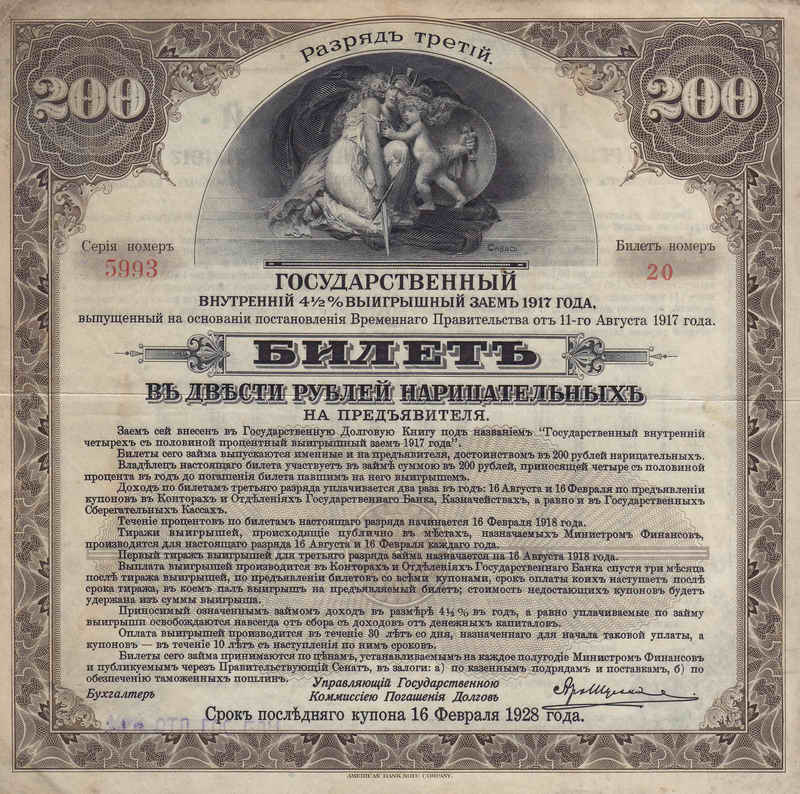 Разрядъ третій.
200
200
Серія номеръ
5993
Билетъ номеръ
20
ГОСУДАРСТВЕННЫЙ
ВНУТРЕННІЙ 4½% ВЫИГРЫШНЫЙ ЗАЕМЪ 1917 ГОДА,
выпущенный на основаніи постановленія Временнаго Правительства отъ 11-го Августа 1917 года.
БИЛЕТЪ
ВЪ ДВѢСТИ РУБЛЕЙ НАРИЦАТЕЛЬНЫХЪ
НА ПРЕДЪЯВИТЕЛЯ.
Заемъ сей внесенъ въ Государственную Долговую Книгу подъ названіемъ "Государственный внутренній
четырехъ съ половиной процентный выигрышный заемъ 1917 года".
Билеты сего займа выпускаются именные и на предъявителя, достоинствомъ въ 200 рублей нарицательныхъ.
Владѣлецъ настоящаго билета участвуетъ въ займѣ суммою въ 200 рублей, приносящей четыре съ половиной
процента въ годъ до погашенія билета павшимъ на него выигрышемъ.
Доходъ по билетамъ третьяго разряда уплачивается два раза въ годъ: 16 Августа и 16 Февраля по предъявленіи
купоновъ въ Конторахъ и Отдѣленіяхъ Государственнаго Банка, Казначействахъ, а равно и въ Государственныхъ
Сберегательныхъ Кассахъ.
Теченіе процентовъ по билетамъ настоящаго разряда начинается 16 Февраля 1918 года.
Тиражи выигрышей, происходящіе публично въ мѣстахъ, назначаемыхъ Министромъ Финансовъ,
производятся для настоящаго разряда 16 Августа и 16 Февраля каждаго года.
Первый тиражъ выигрышей для третьяго разряда займа назначается на 16 Августа 1918 года.
Выплата выигрышей производится въ Конторахъ и Отдѣленіяхъ Государственнаго Банка спустя три мѣсяца
послѣ тиража выигрышей, по предъявленіи билетовъ со всѣми купонами, срокъ оплаты коихъ наступаетъ послѣ
срока тиража, въ коемъ палъ выигрышъ на предъявляемый билетъ; стоимость недостающихъ купоновъ будетъ
удержана изъ суммы выигрыша.
Приносимый означеннымъ займомъ доходъ въ размѣрѣ 4½% въ годъ, а равно уплачиваемые по займу
выигрыши освобождаются навсегда отъ сбора съ доходовъ отъ денежныхъ капиталовъ.
Оплата выигрышей производится въ теченіе 30 лѣтъ со дня, назначеннаго для начала таковой уплаты, а
купоновъ — въ теченіе 10 лѣтъ съ наступленія по нимъ сроковъ.
Билеты сего займа принимаются по цѣнамъ, устанавливаемымъ на каждое полугодіе Министромъ Финансовъ
и публикуемымъ черезъ Правительствующій Сенатъ, въ залоги: а) по казеннымъ подрядамъ и поставкамъ, б) по
обезпеченію таможенныхъ пошлинъ.
Управляющій Государственною
Коммиссіею Погашенія Долговъ
Бухгалтеръ
Срокъ послѣдняго купона 16 Февраля 1928 года.
AMERICAN BANK NOTE COMPANY.